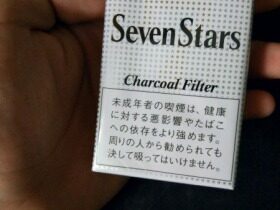 SevenStars
Charcoal Filter
未成年者の喫煙は、健康
に対する悪影響やたばこ
への依存をより強めます。
周りの人から勧められても
決して吸ってはいけません。